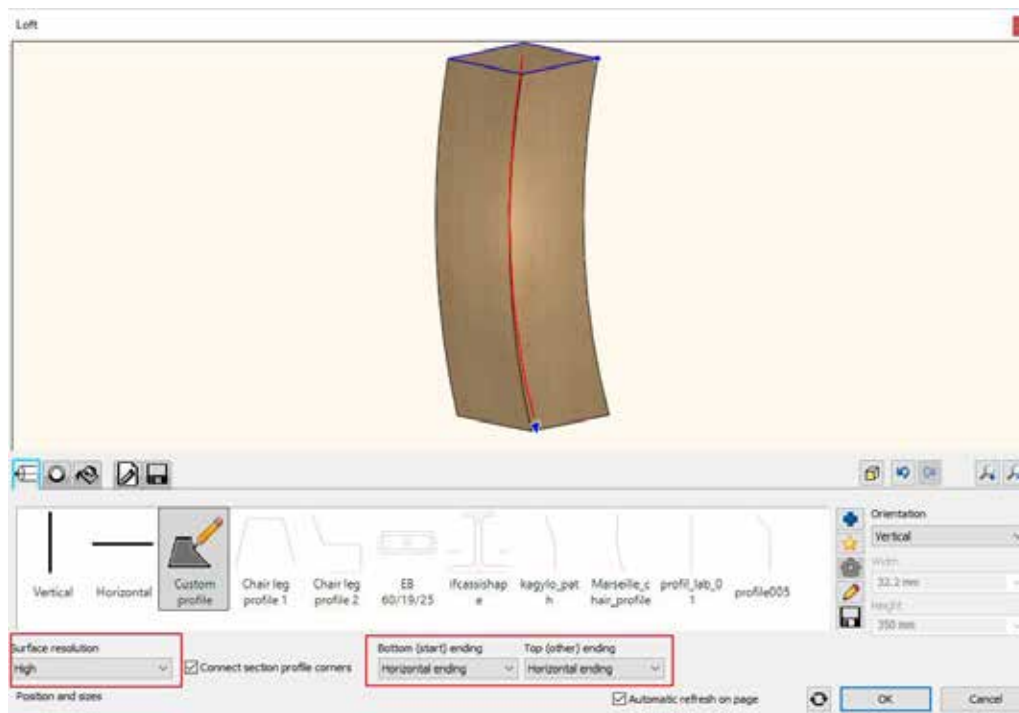 Loft
Vertical
Horizontal
Custom
profile
Chair leg
profile 1
Chair leg
profile 2
EB
60/19/25
ifcassishap
e
kagylo_pat
h
Marseille_c
hair_profile
profil_lab_0
1
profile005
Orientation
Vertical
Width
32.2 mm
Height
350 mm
Surface resolution
High
Connect section profile corners
Bottom (start) ending
Horizontal ending
Top (other) ending
Horizontal ending
Position and sizes
Automatic refresh on page
OK
Cancel